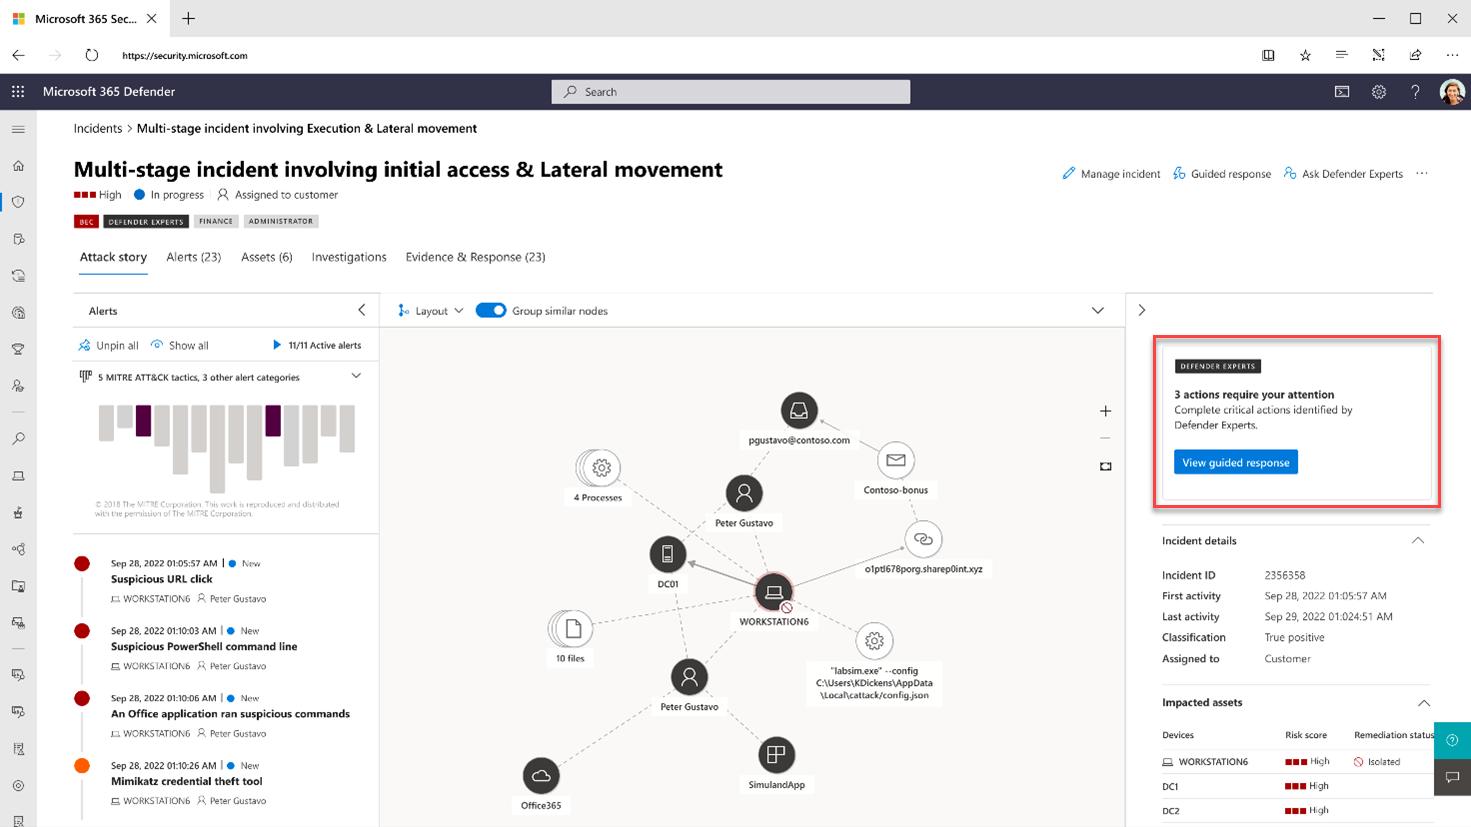 Microsoft 365 Sec...
https://security.microsoft.com
Microsoft 365 Defender
Search
Incidents > Multi-stage incident involving Execution & Lateral movement
Multi-stage incident involving initial access & Lateral movement
High In progress Assigned to customer
Manage incident Guided response Ask Defender Experts ...
BEC DEFENDER EXPERTS FINANCE ADMINISTRATOR
Attack story Alerts (23) Assets (6) Investigations Evidence & Response (23)
Alerts
Unpin all Show all 11/11 Active alerts
5 MITRE ATT&CK tactics, 3 other alert categories
© 2018 The MITRE Corporation. This work is reproduced and distributed
with the permission of The MITRE Corporation.
Sep 28, 2022 01:05:57 AM | New
Suspicious URL click
WORKSTATION6 Peter Gustavo
Sep 28, 2022 01:10:03 AM | New
Suspicious PowerShell command line
WORKSTATION6 Peter Gustavo
Sep 28, 2022 01:10:06 AM | New
An Office application ran suspicious commands
WORKSTATION6 Peter Gustavo
Sep 28, 2022 01:10:26 AM | New
Mimikatz credential theft tool
WORKSTATION6 Peter Gustavo
Layout Group similar nodes
pgustavo@contoso.com
4 Processes
Contoso-bonus
Peter Gustavo
DC01
o1ptl678porg.sharep0int.xyz
WORKSTATION6
10 files
"labsim.exe" --config
C:\Users\KDickens\AppData
\Local\cattack/config.json
Peter Gustavo
SimulandApp
Office365
DEFENDER EXPERTS
3 actions require your attention
Complete critical actions identified by
Defender Experts.
View guided response
Incident details
Incident ID 2356358
First activity Sep 28, 2022 01:05:57 AM
Last activity Sep 29, 2022 01:024:51 AM
Classification True positive
Assigned to Customer
Impacted assets
Devices Risk score Remediation status
WORKSTATION6 High Isolated
DC1 High
DC2 High